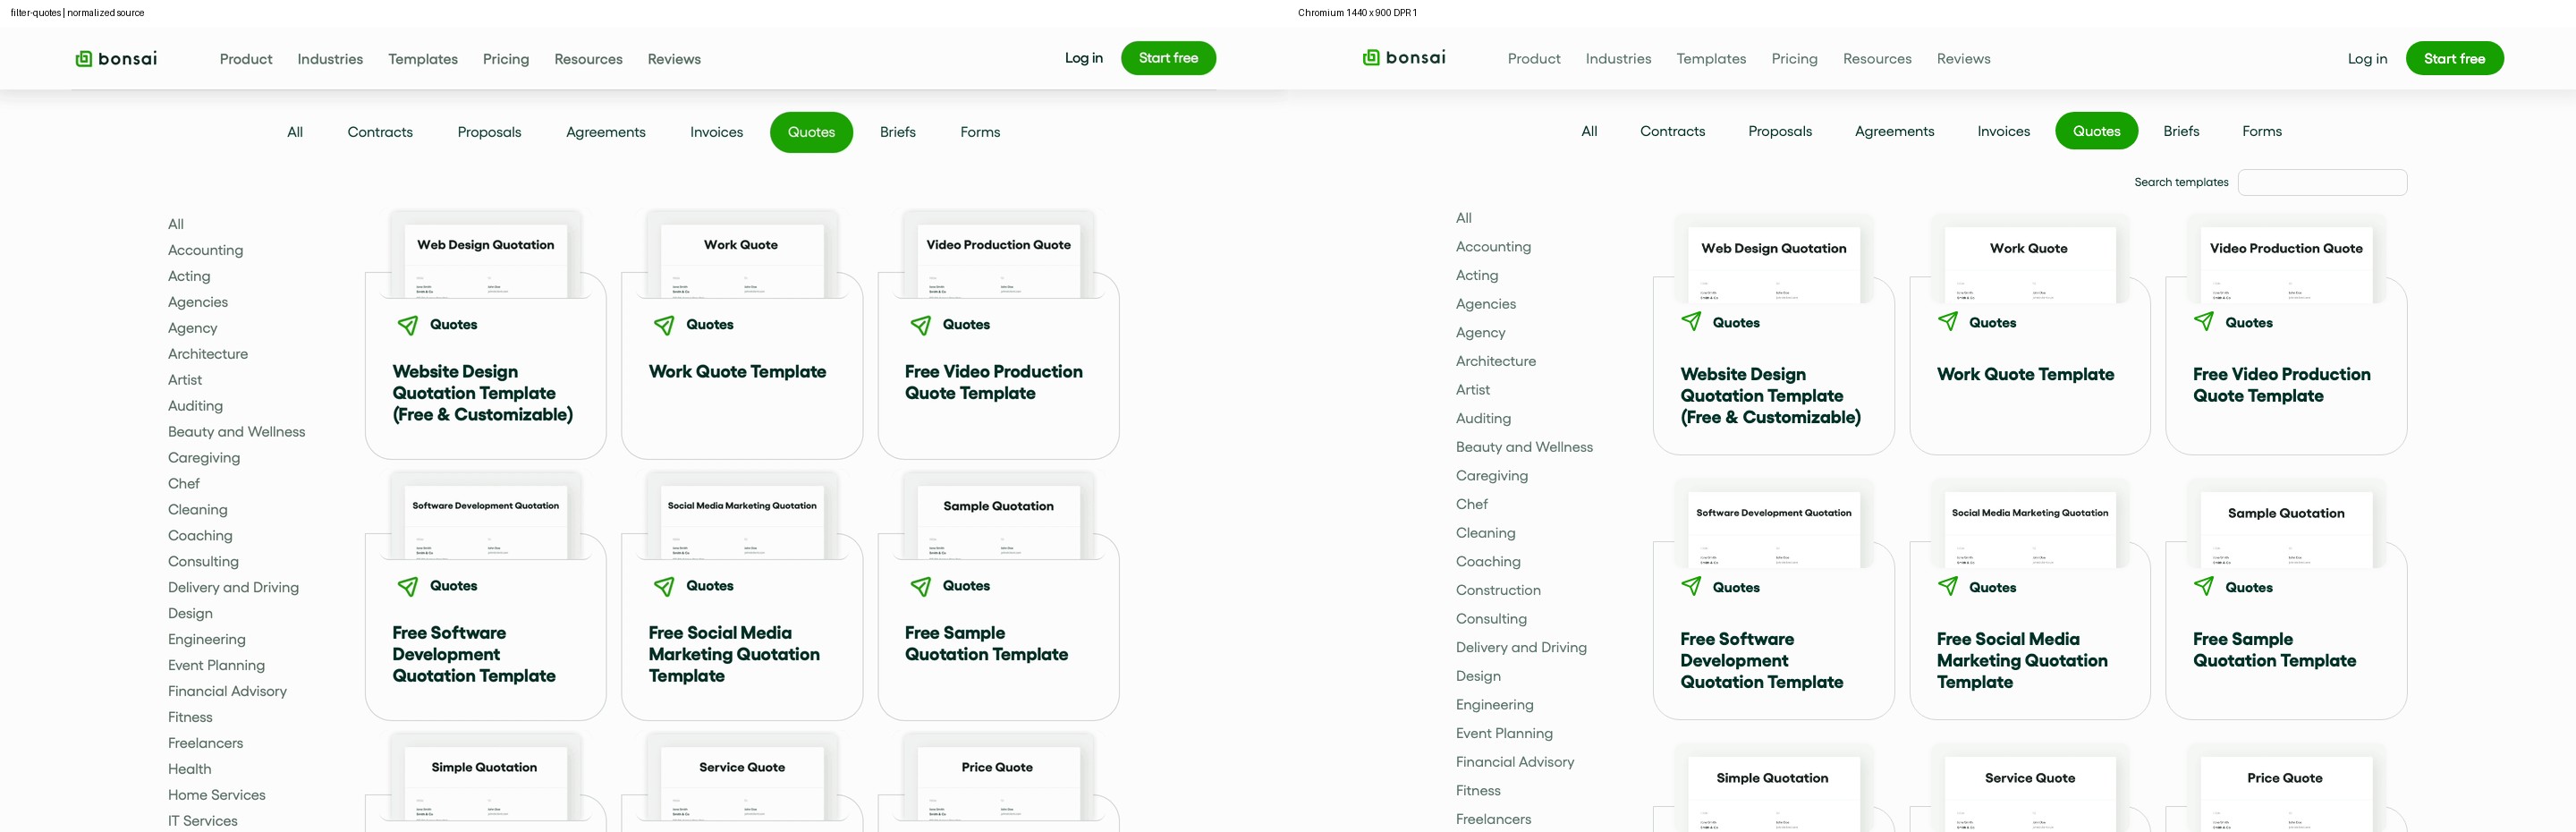 filter-quotes | normalized source
Chromium 1440 x 900 DPR 1
bonsai Product Industries Templates Pricing Resources Reviews Log in Start free
All Contracts Proposals Agreements Invoices Quotes Briefs Forms
All
Accounting
Acting
Agencies
Agency
Architecture
Artist
Auditing
Beauty and Wellness
Caregiving
Chef
Cleaning
Coaching
Consulting
Delivery and Driving
Design
Engineering
Event Planning
Financial Advisory
Fitness
Freelancers
Health
Home Services
IT Services
Web Design Quotation
Quotes
Website Design
Quotation Template
(Free & Customizable)
Work Quote
Quotes
Work Quote Template
Video Production Quote
Quotes
Free Video Production
Quote Template
Software Development Quotation
Quotes
Free Software
Development
Quotation Template
Social Media Marketing Quotation
Quotes
Free Social Media
Marketing Quotation
Template
Sample Quotation
Quotes
Free Sample
Quotation Template
Simple Quotation
Service Quote
Price Quote
bonsai Product Industries Templates Pricing Resources Reviews Log in Start free
All Contracts Proposals Agreements Invoices Quotes Briefs Forms
Search templates
All
Accounting
Acting
Agencies
Agency
Architecture
Artist
Auditing
Beauty and Wellness
Caregiving
Chef
Cleaning
Coaching
Construction
Consulting
Delivery and Driving
Design
Engineering
Event Planning
Financial Advisory
Fitness
Freelancers
Web Design Quotation
Quotes
Website Design
Quotation Template
(Free & Customizable)
Work Quote
Quotes
Work Quote Template
Video Production Quote
Quotes
Free Video Production
Quote Template
Software Development Quotation
Quotes
Free Software
Development
Quotation Template
Social Media Marketing Quotation
Quotes
Free Social Media
Marketing Quotation
Template
Sample Quotation
Quotes
Free Sample
Quotation Template
Simple Quotation
Service Quote
Price Quote